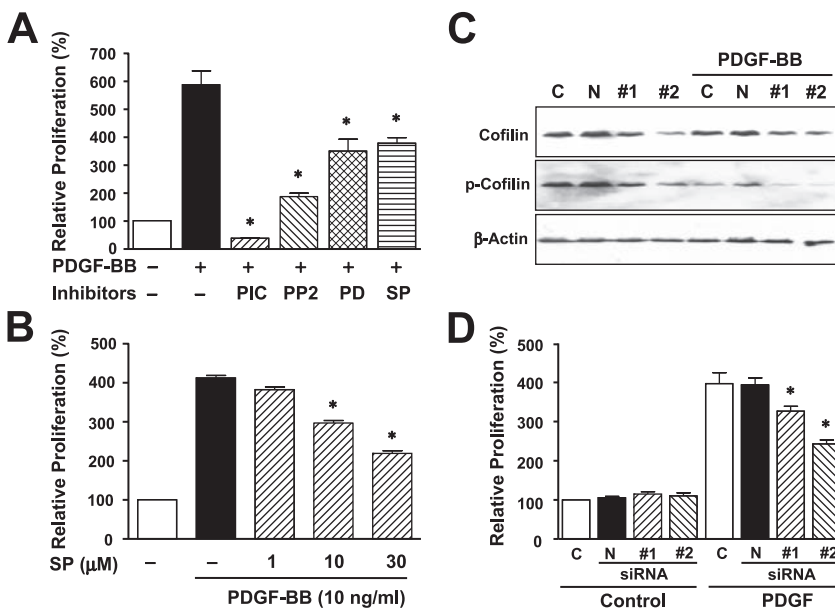 A
Relative Proliferation (%)
700
600
500
400
300
200
100
0
*
*
*
*
PDGF-BB – + + + + +
Inhibitors – – PIC PP2 PD SP
B
Relative Proliferation (%)
500
400
300
200
100
0
*
*
SP (μM) – – 1 10 30
PDGF-BB (10 ng/ml)
C
PDGF-BB
C N #1 #2 C N #1 #2
Cofilin
p-Cofilin
β-Actin
D
Relative Proliferation (%)
500
400
300
200
100
0
*
*
C N #1 #2 C N #1 #2
siRNA siRNA
Control PDGF